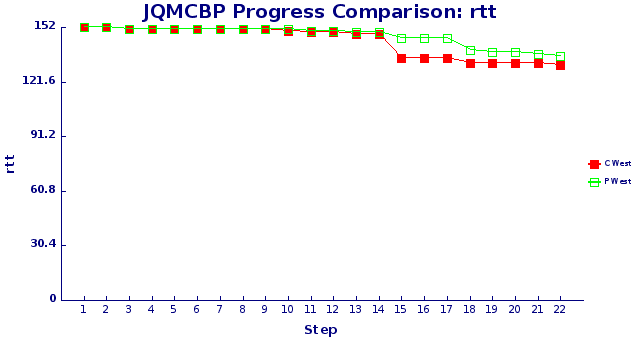 JQMCBP Progress Comparison: rtt
152
121.6
91.2
60.8
30.4
0
rtt
1 2 3 4 5 6 7 8 9 10 11 12 13 14 15 16 17 18 19 20 21 22
Step
C West
P West